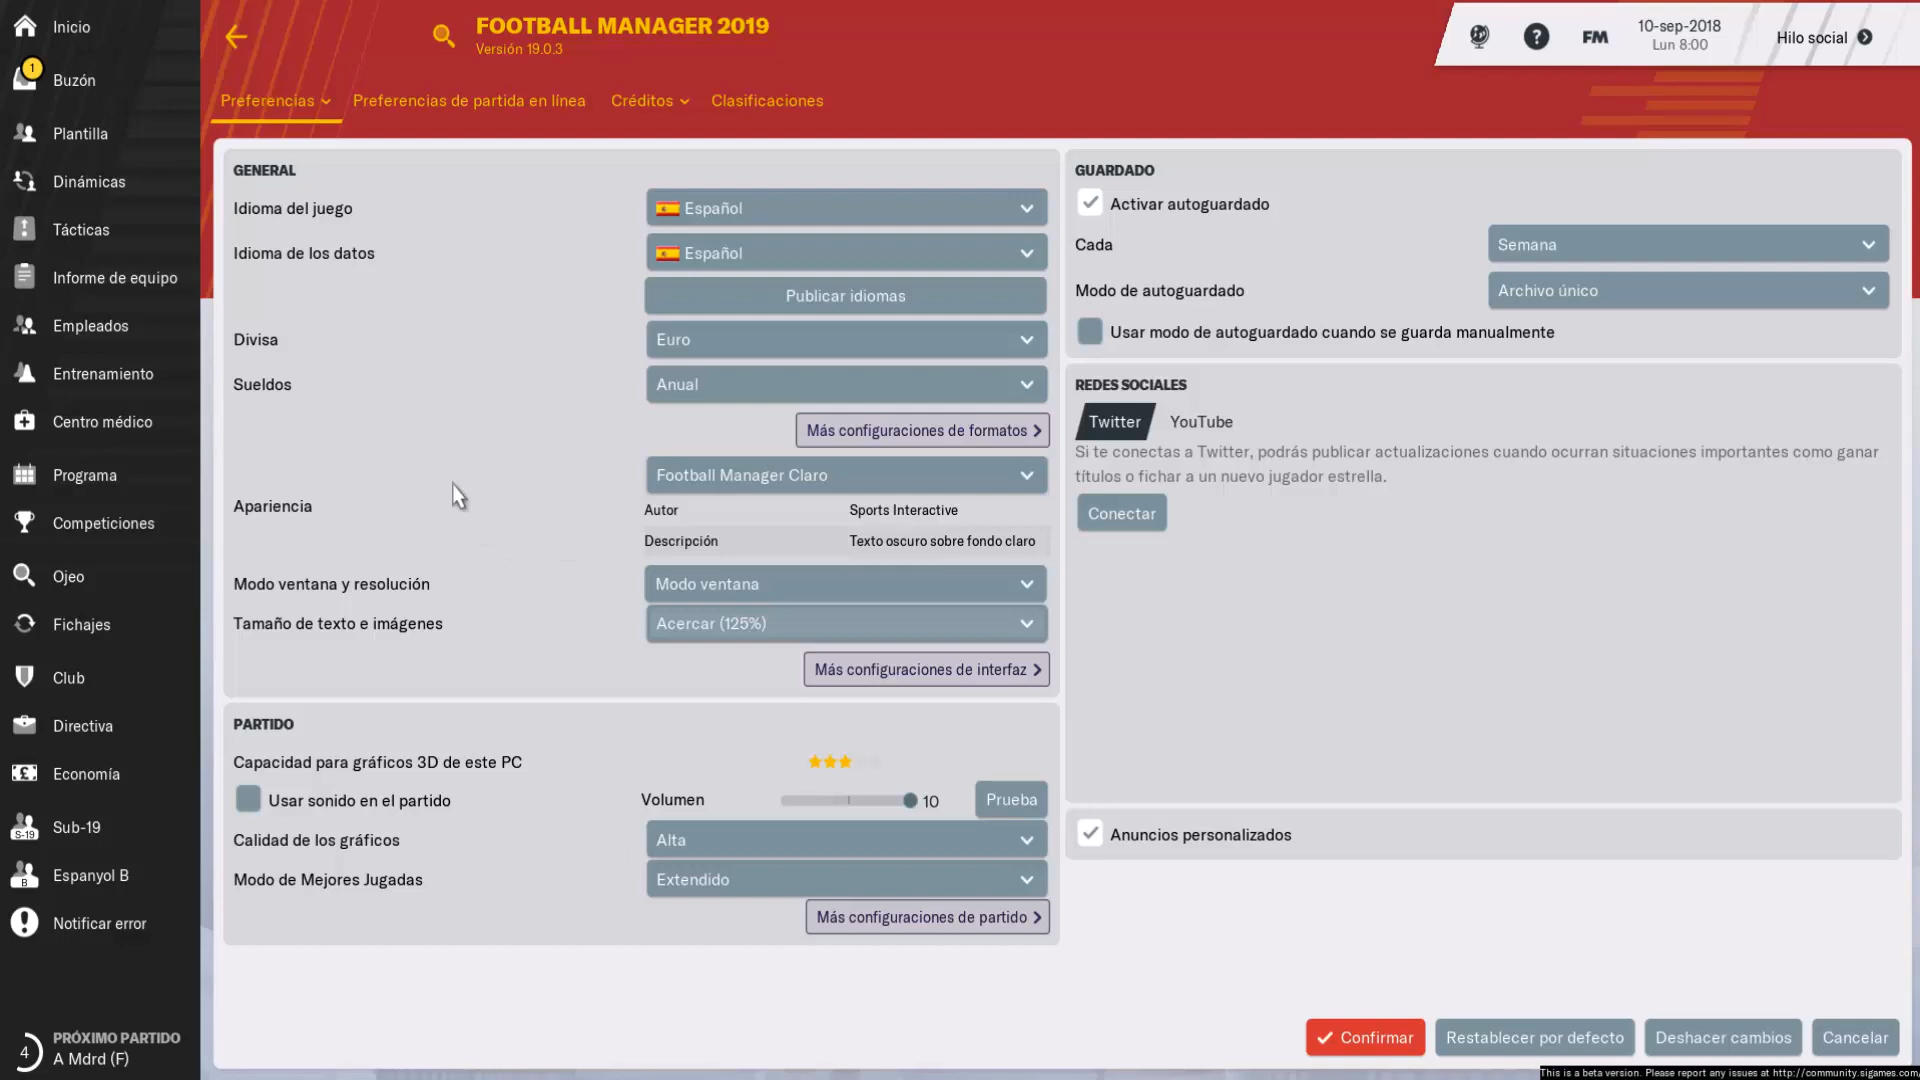 Inicio
1
Buzón
Plantilla
Dinámicas
Tácticas
Informe de equipo
Empleados
Entrenamiento
Centro médico
Programa
Competiciones
Ojeo
Fichajes
Club
Directiva
Economía
S-19
Sub-19
B
Espanyol B
Notificar error
4
PRÓXIMO PARTIDO
A Mdrd (F)
FOOTBALL MANAGER 2019
Versión 19.0.3
FM
10-sep-2018
Lun 8:00
Hilo social
Preferencias
Preferencias de partida en línea
Créditos
Clasificaciones
GENERAL
Idioma del juego
Español
Idioma de los datos
Español
Publicar idiomas
Divisa
Euro
Sueldos
Anual
Más configuraciones de formatos
Apariencia
Football Manager Claro
Autor
Sports Interactive
Descripción
Texto oscuro sobre fondo claro
Modo ventana y resolución
Modo ventana
Tamaño de texto e imágenes
Acercar (125%)
Más configuraciones de interfaz
PARTIDO
Capacidad para gráficos 3D de este PC
Usar sonido en el partido
Volumen
10
Prueba
Calidad de los gráficos
Alta
Modo de Mejores Jugadas
Extendido
Más configuraciones de partido
GUARDADO
Activar autoguardado
Cada
Semana
Modo de autoguardado
Archivo único
Usar modo de autoguardado cuando se guarda manualmente
REDES SOCIALES
Twitter
YouTube
Si te conectas a Twitter, podrás publicar actualizaciones cuando ocurran situaciones importantes como ganar
títulos o fichar a un nuevo jugador estrella.
Conectar
Anuncios personalizados
Confirmar
Restablecer por defecto
Deshacer cambios
Cancelar
This is a beta version. Please report any issues at http://community.sigames.com/